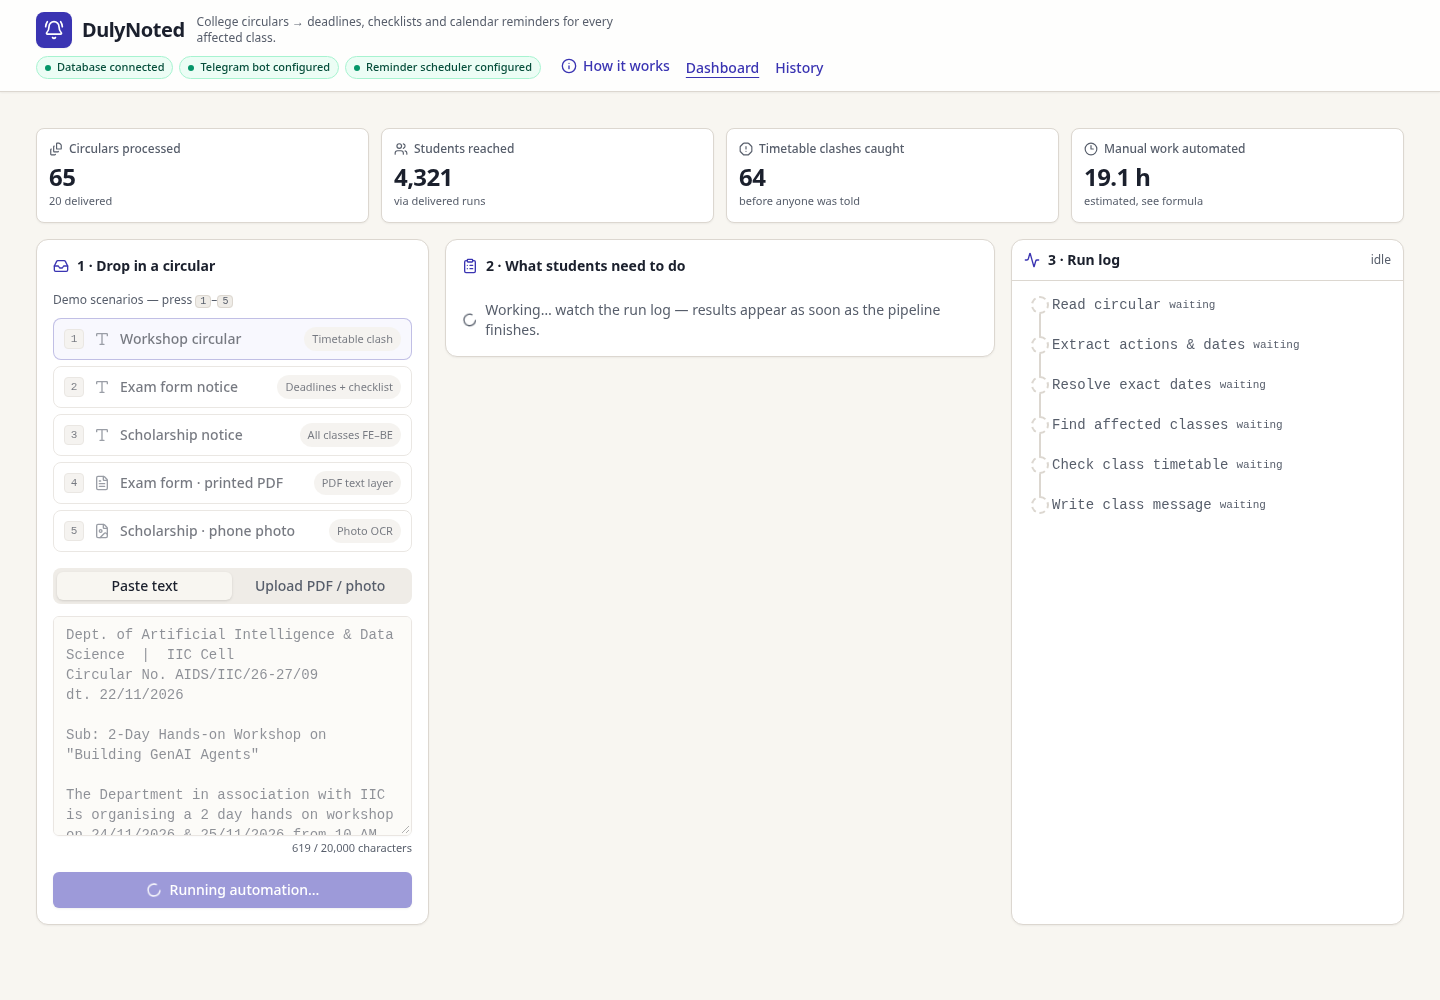 DulyNoted
College circulars → deadlines, checklists and calendar reminders for every
affected class.
Database connected
Telegram bot configured
Reminder scheduler configured
How it works
Dashboard
History
Circulars processed
65
20 delivered
Students reached
4,321
via delivered runs
Timetable clashes caught
64
before anyone was told
Manual work automated
19.1 h
estimated, see formula
1 · Drop in a circular
Demo scenarios — press 1–5
1 Workshop circular Timetable clash
2 Exam form notice Deadlines + checklist
3 Scholarship notice All classes FE–BE
4 Exam form · printed PDF PDF text layer
5 Scholarship · phone photo Photo OCR
Paste text
Upload PDF / photo
Dept. of Artificial Intelligence & Data
Science | IIC Cell
Circular No. AIDS/IIC/26-27/09
dt. 22/11/2026
Sub: 2-Day Hands-on Workshop on
"Building GenAI Agents"
The Department in association with IIC
is organising a 2 day hands on workshop
on 24/11/2026 & 25/11/2026 from 10 AM
619 / 20,000 characters
Running automation…
2 · What students need to do
Working… watch the run log — results appear as soon as the pipeline
finishes.
3 · Run log
idle
Read circular waiting
Extract actions & dates waiting
Resolve exact dates waiting
Find affected classes waiting
Check class timetable waiting
Write class message waiting